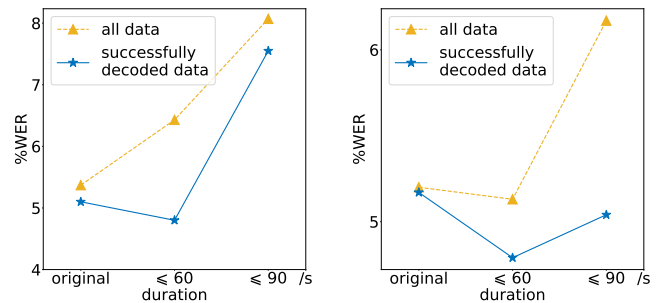 8
7
6
5
4
%WER
all data
successfully
decoded data
original
⩽ 60
⩽ 90
/s
duration
6
5
%WER
all data
successfully
decoded data
original
⩽ 60
⩽ 90
/s
duration